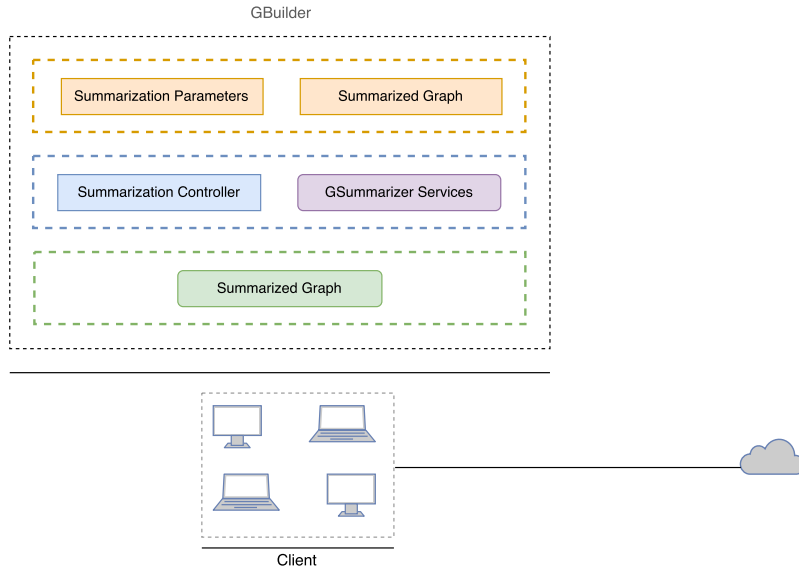 GBuilder
Summarization Parameters
Summarized Graph
Summarization Controller
GSummarizer Services
Summarized Graph
Client